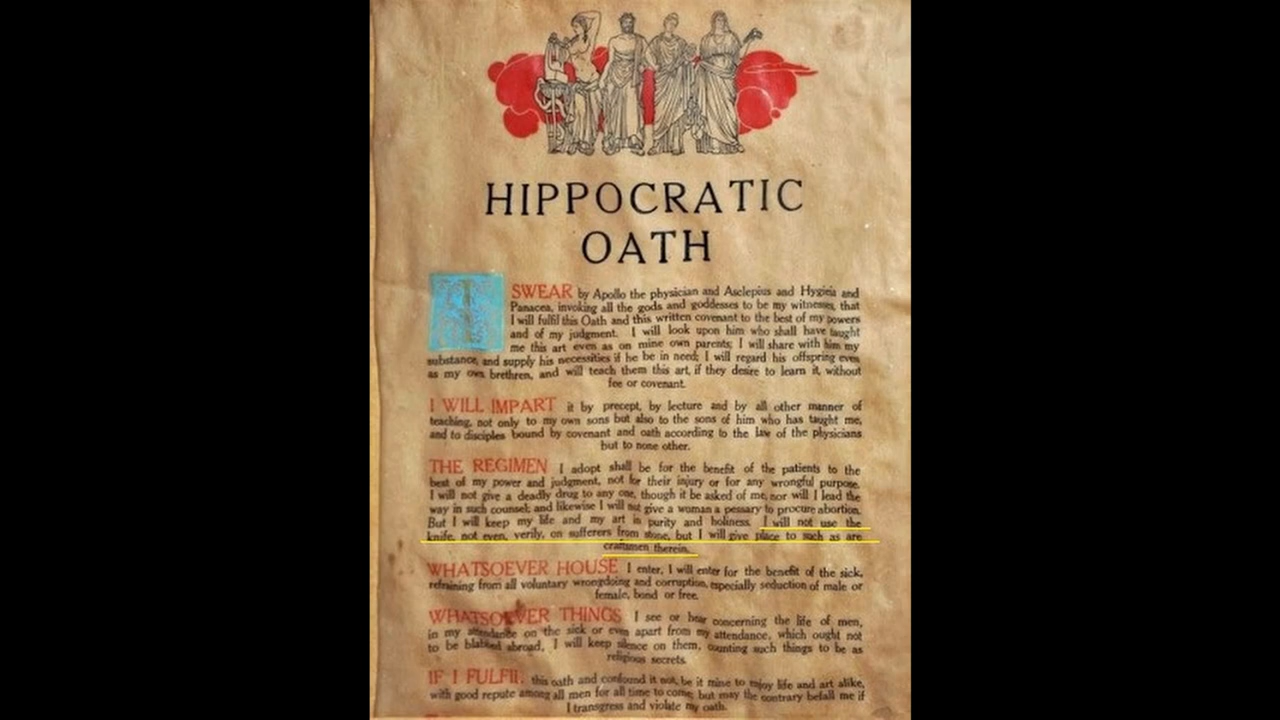 HIPPOCRATIC
OATH
I SWEAR by Apollo the physician and Asclepius and Hygieia and
Panacea, invoking all the gods and goddesses to be my witnesses, that
I will fulfil this Oath and this written covenant to the best of my powers
and of my judgment. I will look upon him who shall have taught
me this art even as on mine own parents; I will share with him my
substance, and supply his necessities if he be in need; I will regard his offspring even
as my own brethren, and will teach them this art, if they desire to learn it, without
fee or covenant.
I WILL IMPART it by precept, by lecture and by all other manner of
teaching, not only to my own sons but also to the sons of him who has taught me,
and to disciples bound by covenant and oath according to the law of the physicians
but to none other.
THE REGIMEN I adopt shall be for the benefit of the patients to the
best of my power and judgment, not for their injury or for any wrongful purpose.
I will not give a deadly drug to any one, though it be asked of me, nor will I lead the
way in such counsel; and likewise I will not give a woman a pessary to procure abortion.
But I will keep my life and my art in purity and holiness. I will not use the
knife, not even, verily, on sufferers from stone, but I will give place to such as are
craftsmen therein.
WHATSOEVER HOUSE I enter, I will enter for the benefit of the sick,
refraining from all voluntary wrongdoing and corruption, especially seduction of male or
female, bond or free.
WHATSOEVER THINGS I see or hear concerning the life of men,
in my attendance on the sick or even apart from my attendance, which ought not
to be blabbed abroad, I will keep silence on them, counting such things to be as
religious secrets.
IF I FULFIL this oath and confound it not, be it mine to enjoy life and art alike,
with good repute among all men for all time to come; but may the contrary befall me if
I transgress and violate my oath.